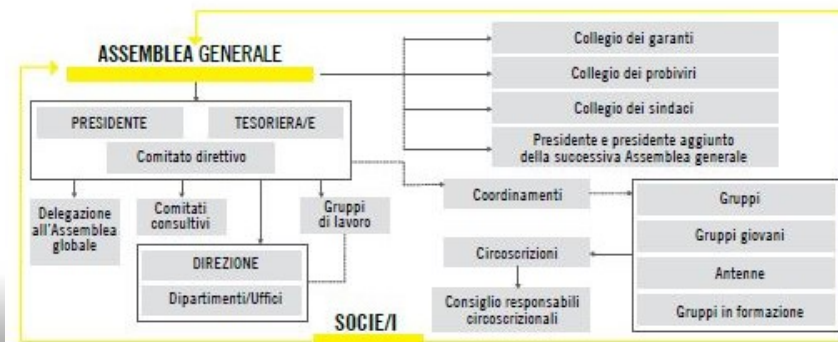 ASSEMBLEA GENERALE
PRESIDENTE
TESORIERA/E
Comitato direttivo
Delegazione
all'Assemblea
globale
Comitati
consultivi
Gruppi
di lavoro
DIREZIONE
Dipartimenti/Uffici
Collegio dei garanti
Collegio dei probiviri
Collegio dei sindaci
Presidente e presidente aggiunto
della successiva Assemblea generale
Coordinamenti
Circoscrizioni
Consiglio responsabili
circoscrizionali
Gruppi
Gruppi giovani
Antenne
Gruppi in formazione
SOCIE/I